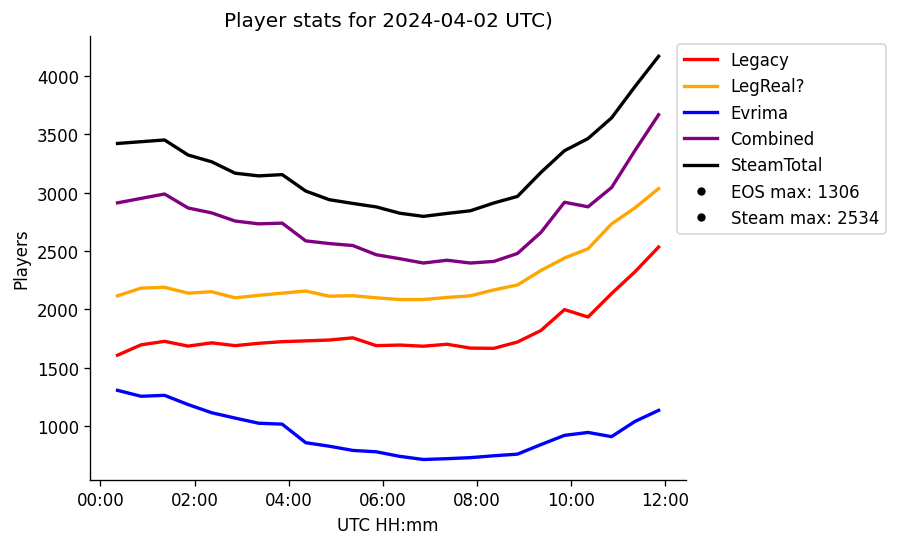 Player stats for 2024-04-02 UTC)
Legacy
LegReal?
Evrima
Combined
SteamTotal
EOS max: 1306
Steam max: 2534
Players
4000
3500
3000
2500
2000
1500
1000
00:00 02:00 04:00 06:00 08:00 10:00 12:00
UTC HH:mm